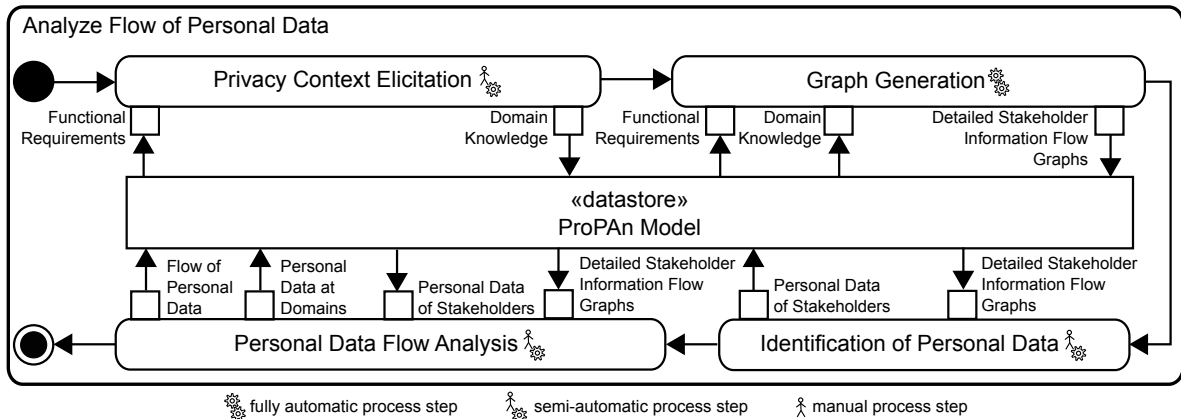 Analyze Flow of Personal Data
Privacy Context Elicitation
Graph Generation
Functional
Requirements
Domain
Knowledge
Functional
Requirements
Domain
Knowledge
Detailed Stakeholder
Information Flow
Graphs
«datastore»
ProPAn Model
Flow of
Personal
Data
Personal
Data at
Domains
Personal Data
of Stakeholders
Detailed Stakeholder
Information Flow
Graphs
Personal Data
of Stakeholders
Detailed Stakeholder
Information Flow
Graphs
Personal Data Flow Analysis
Identification of Personal Data
fully automatic process step
semi-automatic process step
manual process step